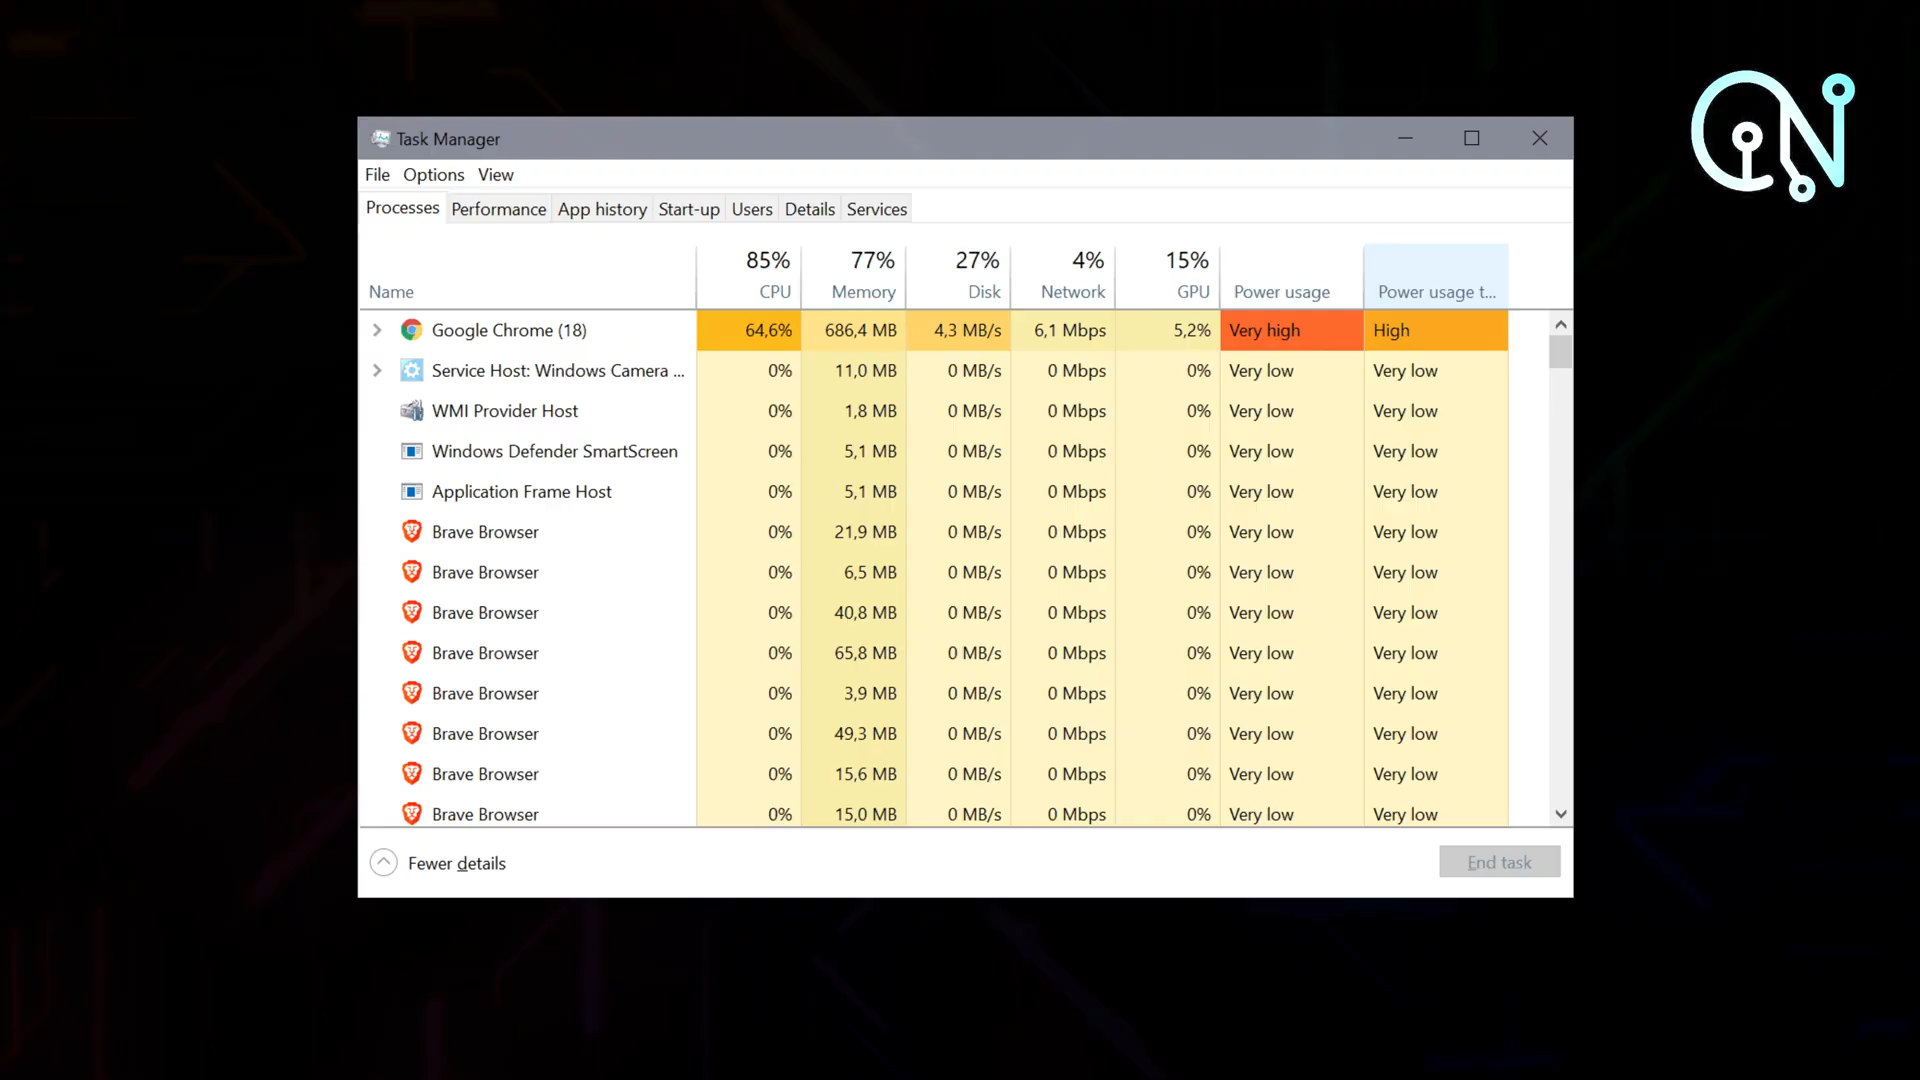 Task Manager
File Options View
Processes Performance App history Start-up Users Details Services
85% 77% 27% 4% 15%
Name CPU Memory Disk Network GPU Power usage Power usage t...
Google Chrome (18) 64,6% 686,4 MB 4,3 MB/s 6,1 Mbps 5,2% Very high High
Service Host: Windows Camera ... 0% 11,0 MB 0 MB/s 0 Mbps 0% Very low Very low
WMI Provider Host 0% 1,8 MB 0 MB/s 0 Mbps 0% Very low Very low
Windows Defender SmartScreen 0% 5,1 MB 0 MB/s 0 Mbps 0% Very low Very low
Application Frame Host 0% 5,1 MB 0 MB/s 0 Mbps 0% Very low Very low
Brave Browser 0% 21,9 MB 0 MB/s 0 Mbps 0% Very low Very low
Brave Browser 0% 6,5 MB 0 MB/s 0 Mbps 0% Very low Very low
Brave Browser 0% 40,8 MB 0 MB/s 0 Mbps 0% Very low Very low
Brave Browser 0% 65,8 MB 0 MB/s 0 Mbps 0% Very low Very low
Brave Browser 0% 3,9 MB 0 MB/s 0 Mbps 0% Very low Very low
Brave Browser 0% 49,3 MB 0 MB/s 0 Mbps 0% Very low Very low
Brave Browser 0% 15,6 MB 0 MB/s 0 Mbps 0% Very low Very low
Brave Browser 0% 15,0 MB 0 MB/s 0 Mbps 0% Very low Very low
Fewer details End task